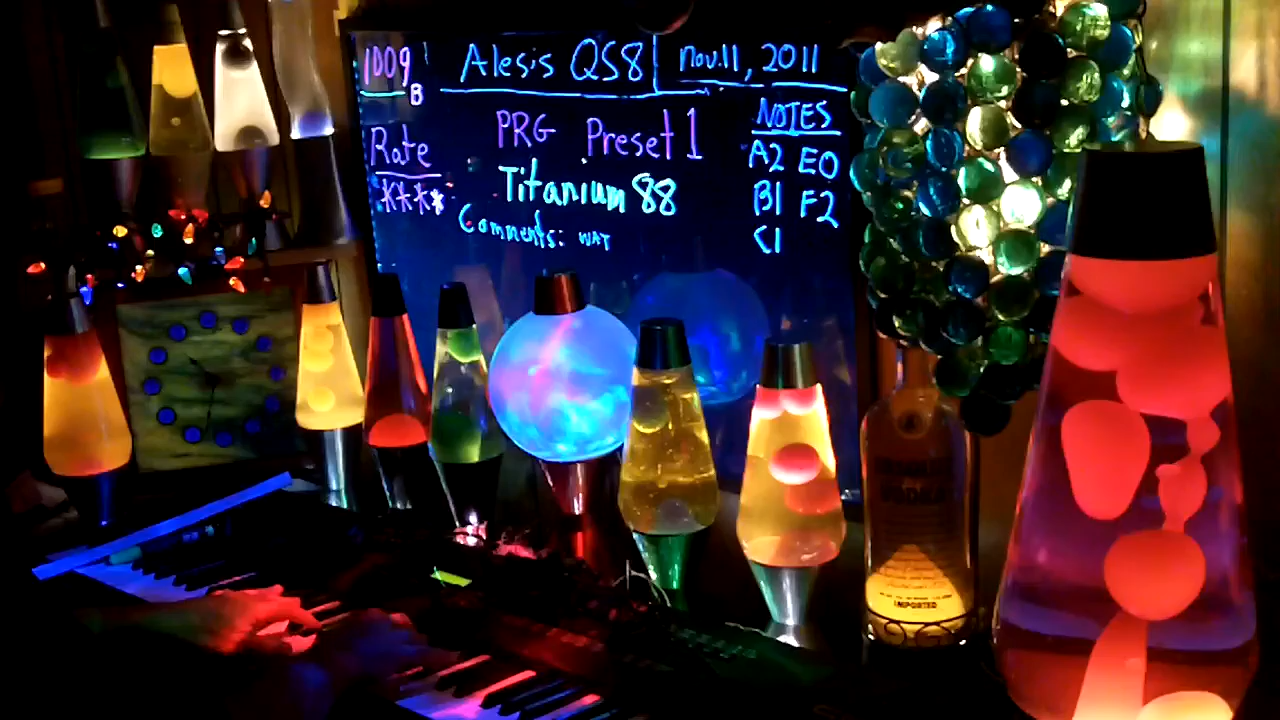 1009 B
Alesis QS8
Nov. 11, 2011
Rate
****
PRG Preset 1
Titanium 88
Comments: WAT
NOTES
A2 E0
B1 F2
C1
VODKA
IMPORTED